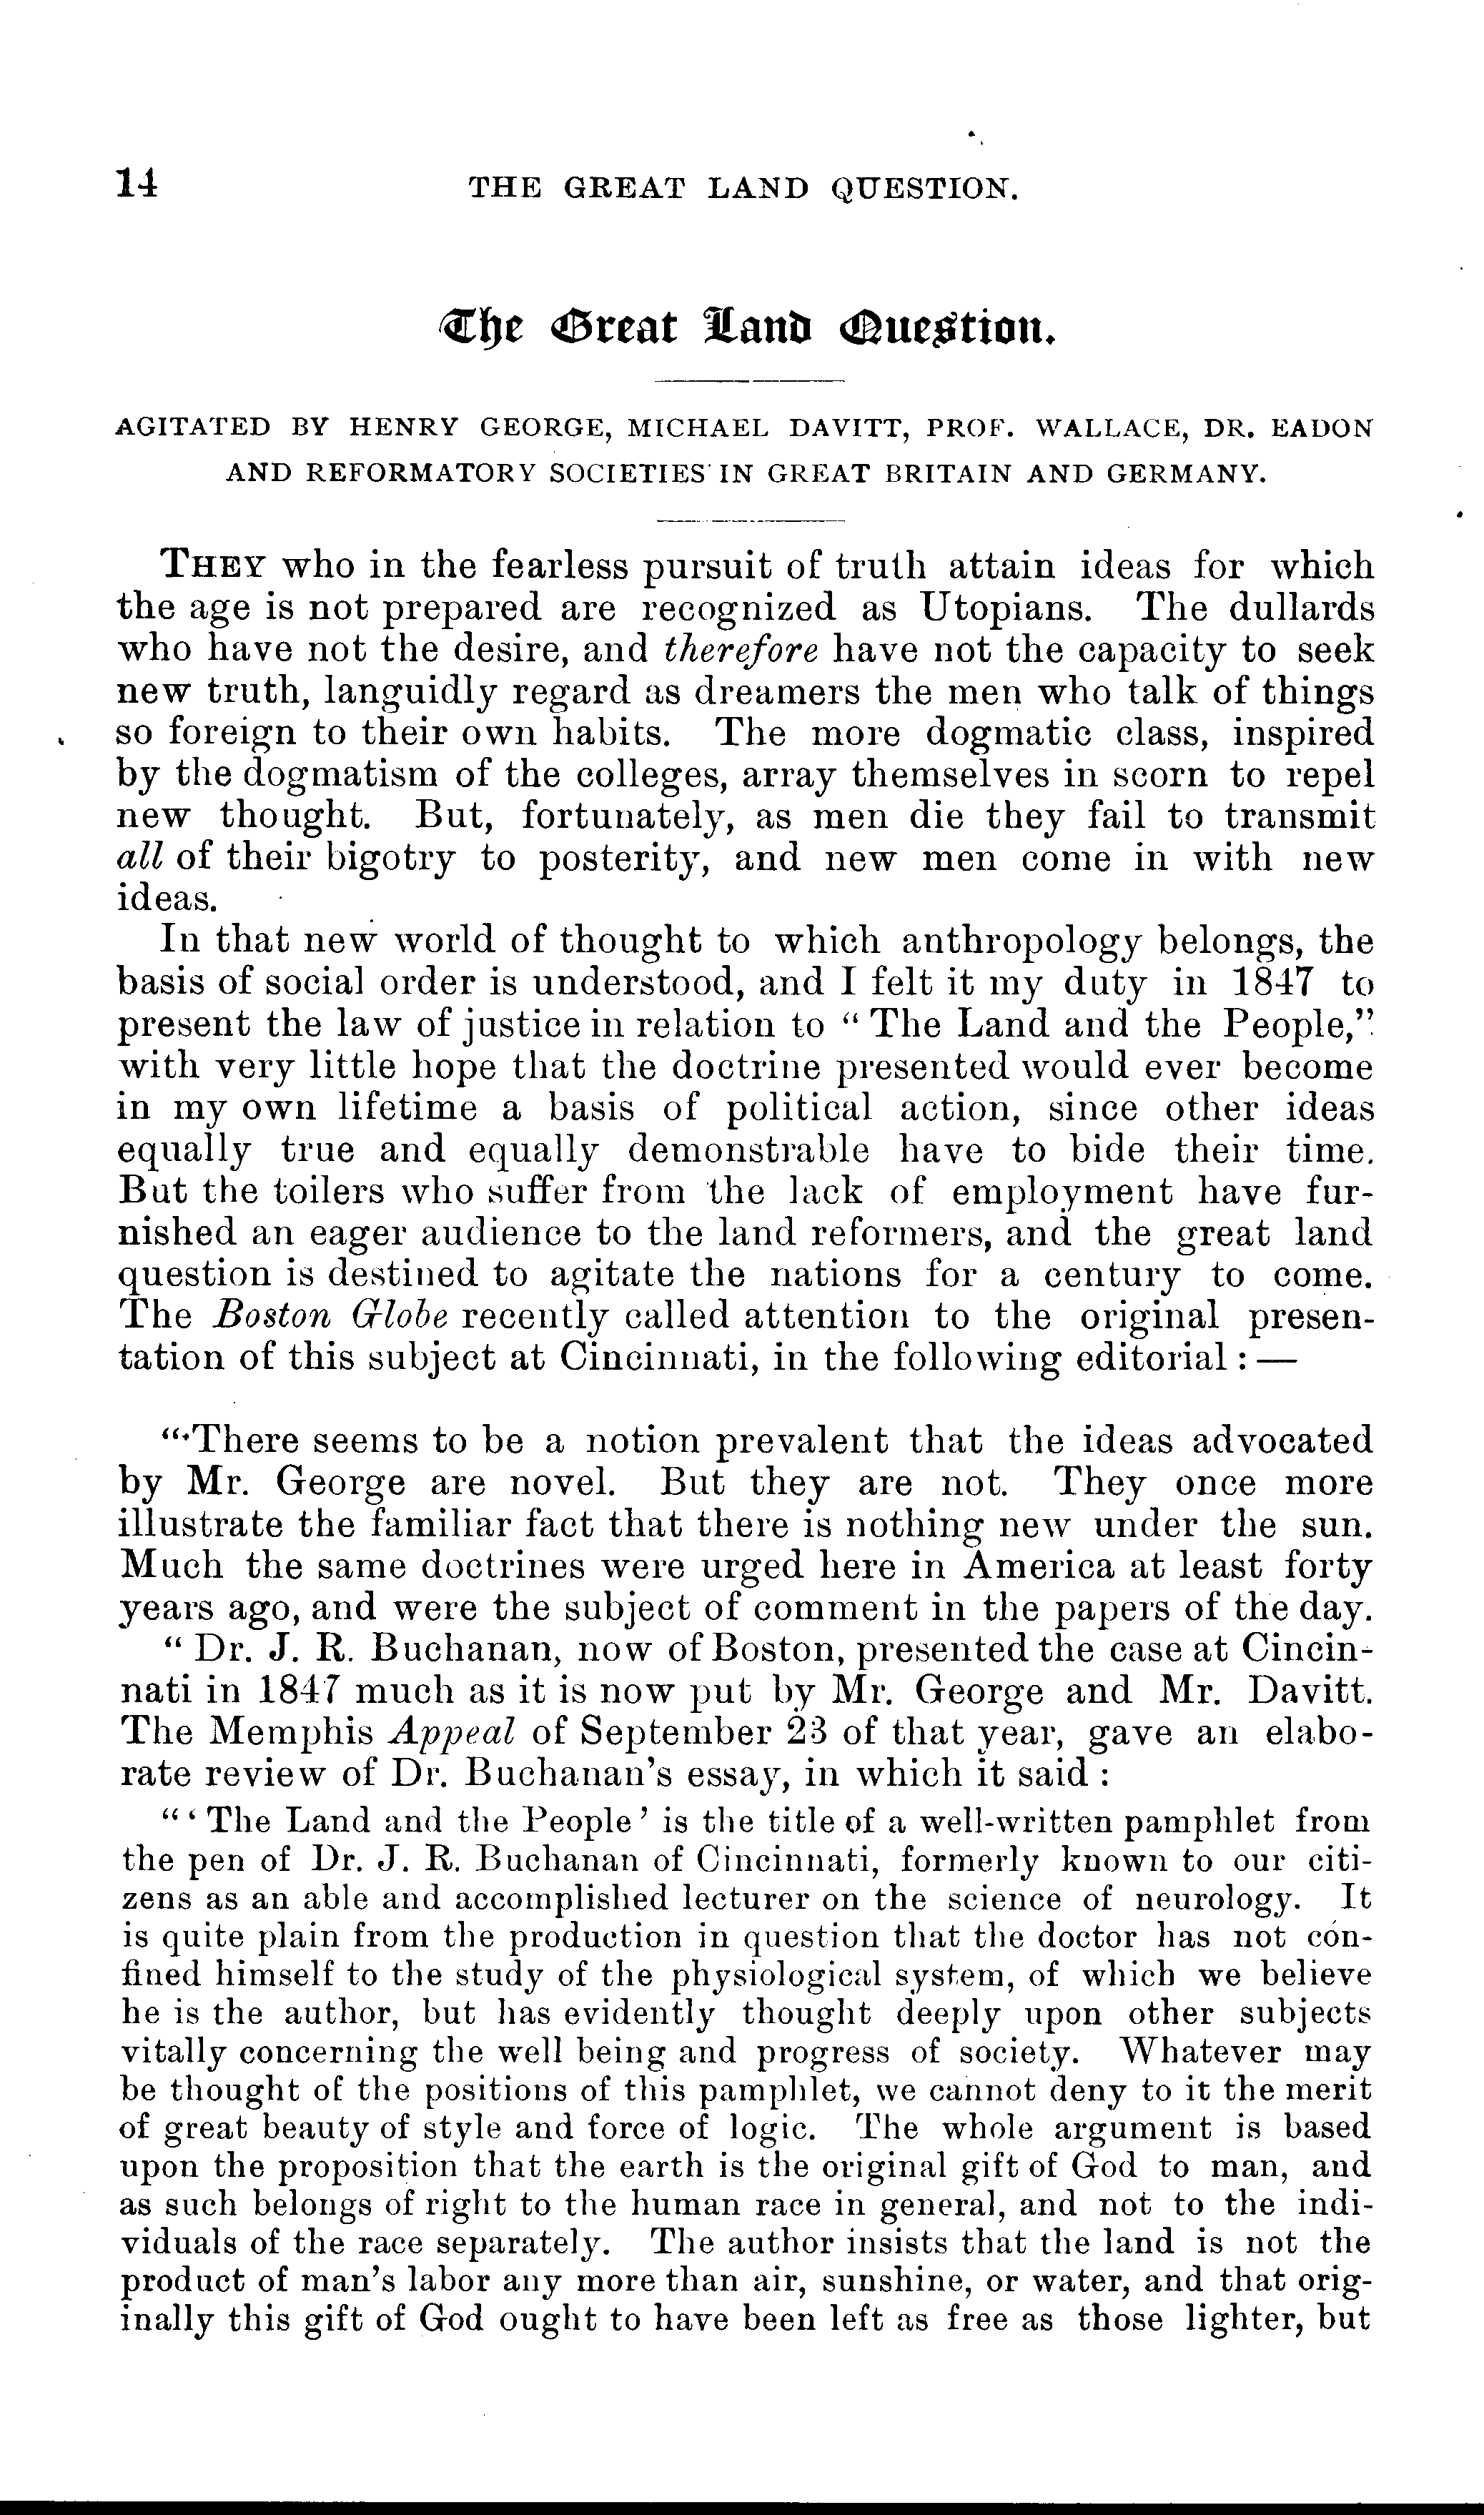 14 THE GREAT LAND QUESTION.
The Great Land Question.
AGITATED BY HENRY GEORGE, MICHAEL DAVITT, PROF. WALLACE, DR. EADON
AND REFORMATORY SOCIETIES IN GREAT BRITAIN AND GERMANY.
THEY who in the fearless pursuit of truth attain ideas for which
the age is not prepared are recognized as Utopians. The dullards
who have not the desire, and therefore have not the capacity to seek
new truth, languidly regard as dreamers the men who talk of things
so foreign to their own habits. The more dogmatic class, inspired
by the dogmatism of the colleges, array themselves in scorn to repel
new thought. But, fortunately, as men die they fail to transmit
all of their bigotry to posterity, and new men come in with new
ideas.
In that new world of thought to which anthropology belongs, the
basis of social order is understood, and I felt it my duty in 1847 to
present the law of justice in relation to “ The Land and the People,”
with very little hope that the doctrine presented would ever become
in my own lifetime a basis of political action, since other ideas
equally true and equally demonstrable have to bide their time.
But the toilers who suffer from the lack of employment have fur-
nished an eager audience to the land reformers, and the great land
question is destined to agitate the nations for a century to come.
The Boston Globe recently called attention to the original presen-
tation of this subject at Cincinnati, in the following editorial : —
“There seems to be a notion prevalent that the ideas advocated
by Mr. George are novel. But they are not. They once more
illustrate the familiar fact that there is nothing new under the sun.
Much the same doctrines were urged here in America at least forty
years ago, and were the subject of comment in the papers of the day.
“ Dr. J. R. Buchanan, now of Boston, presented the case at Cincin-
nati in 1847 much as it is now put by Mr. George and Mr. Davitt.
The Memphis Appeal of September 23 of that year, gave an elabo-
rate review of Dr. Buchanan’s essay, in which it said :
“ ‘ The Land and the People ’ is the title of a well-written pamphlet from
the pen of Dr. J. R. Buchanan of Cincinnati, formerly known to our citi-
zens as an able and accomplished lecturer on the science of neurology. It
is quite plain from the production in question that the doctor has not con-
fined himself to the study of the physiological system, of which we believe
he is the author, but has evidently thought deeply upon other subjects
vitally concerning the well being and progress of society. Whatever may
be thought of the positions of this pamphlet, we cannot deny to it the merit
of great beauty of style and force of logic. The whole argument is based
upon the proposition that the earth is the original gift of God to man, and
as such belongs of right to the human race in general, and not to the indi-
viduals of the race separately. The author insists that the land is not the
product of man’s labor any more than air, sunshine, or water, and that orig-
inally this gift of God ought to have been left as free as those lighter, but